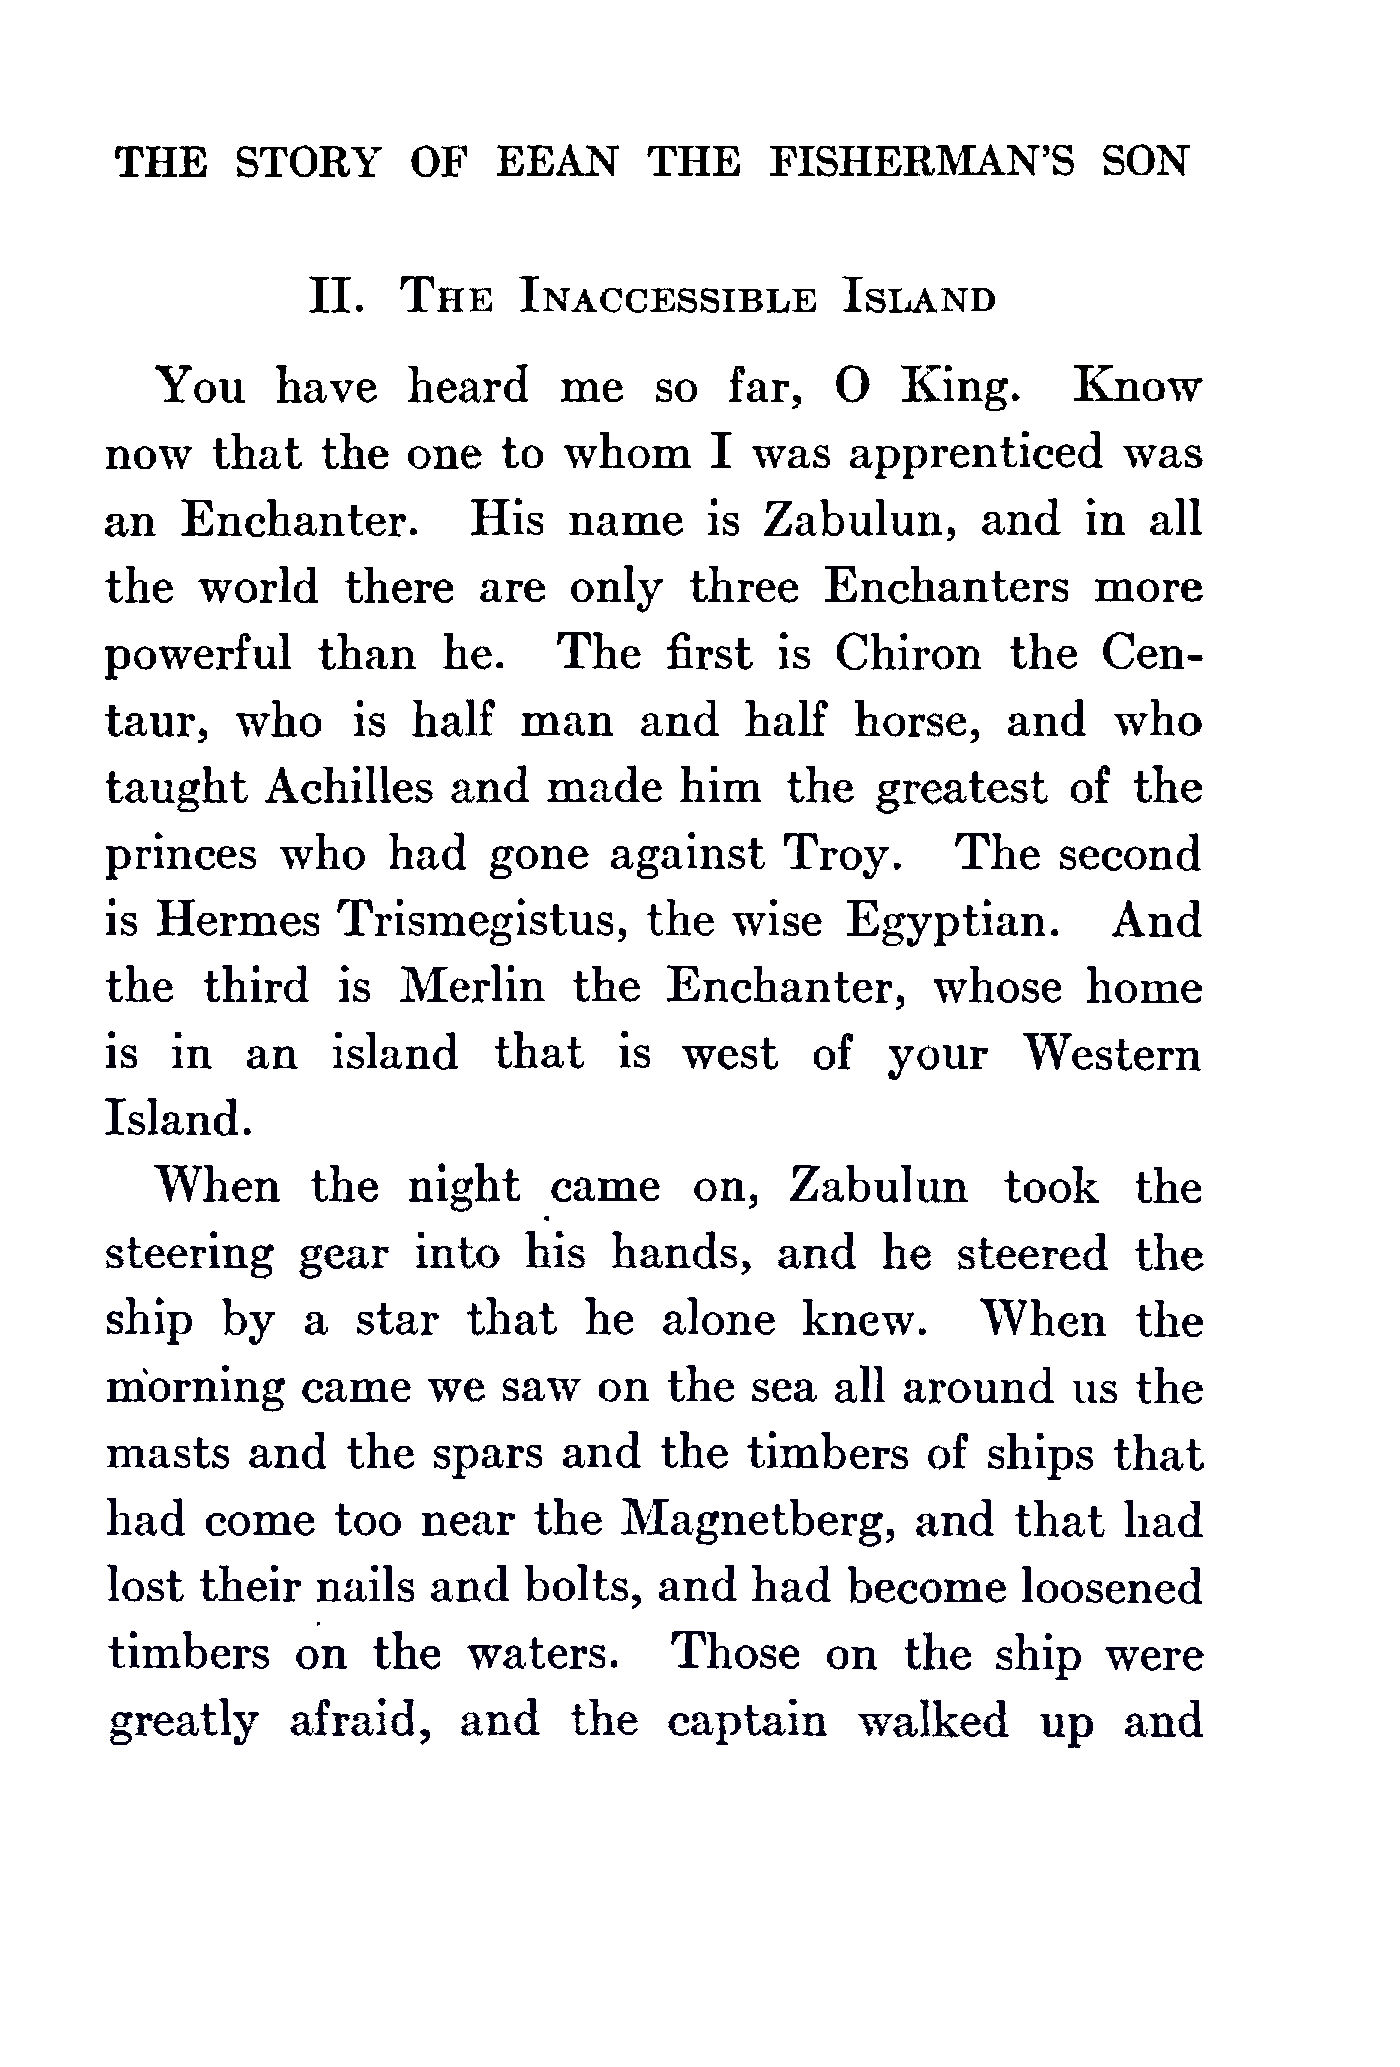 THE STORY OF EEAN THE FISHERMAN'S SON
II. The Inaccessible Island
You have heard me so far, O King. Know
now that the one to whom I was apprenticed was
an Enchanter. His name is Zabulun, and in all
the world there are only three Enchanters more
powerful than he. The first is Chiron the Cen-
taur, who is half man and half horse, and who
taught Achilles and made him the greatest of the
princes who had gone against Troy. The second
is Hermes Trismegistus, the wise Egyptian. And
the third is Merlin the Enchanter, whose home
is in an island that is west of your Western
Island.
When the night came on, Zabulun took the
steering gear into his hands, and he steered the
ship by a star that he alone knew. When the
morning came we saw on the sea all around us the
masts and the spars and the timbers of ships that
had come too near the Magnetberg, and that had
lost their nails and bolts, and had become loosened
timbers on the waters. Those on the ship were
greatly afraid, and the captain walked up and